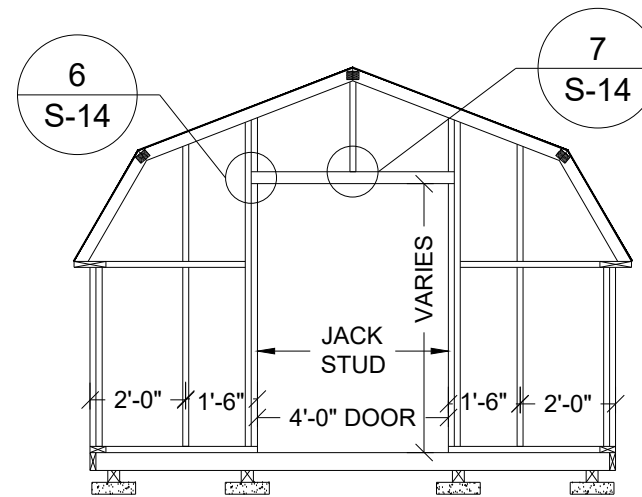 6
S-14
7
S-14
VARIES
JACK
STUD
2'-0"
1'-6"
4'-0" DOOR
1'-6"
2'-0"